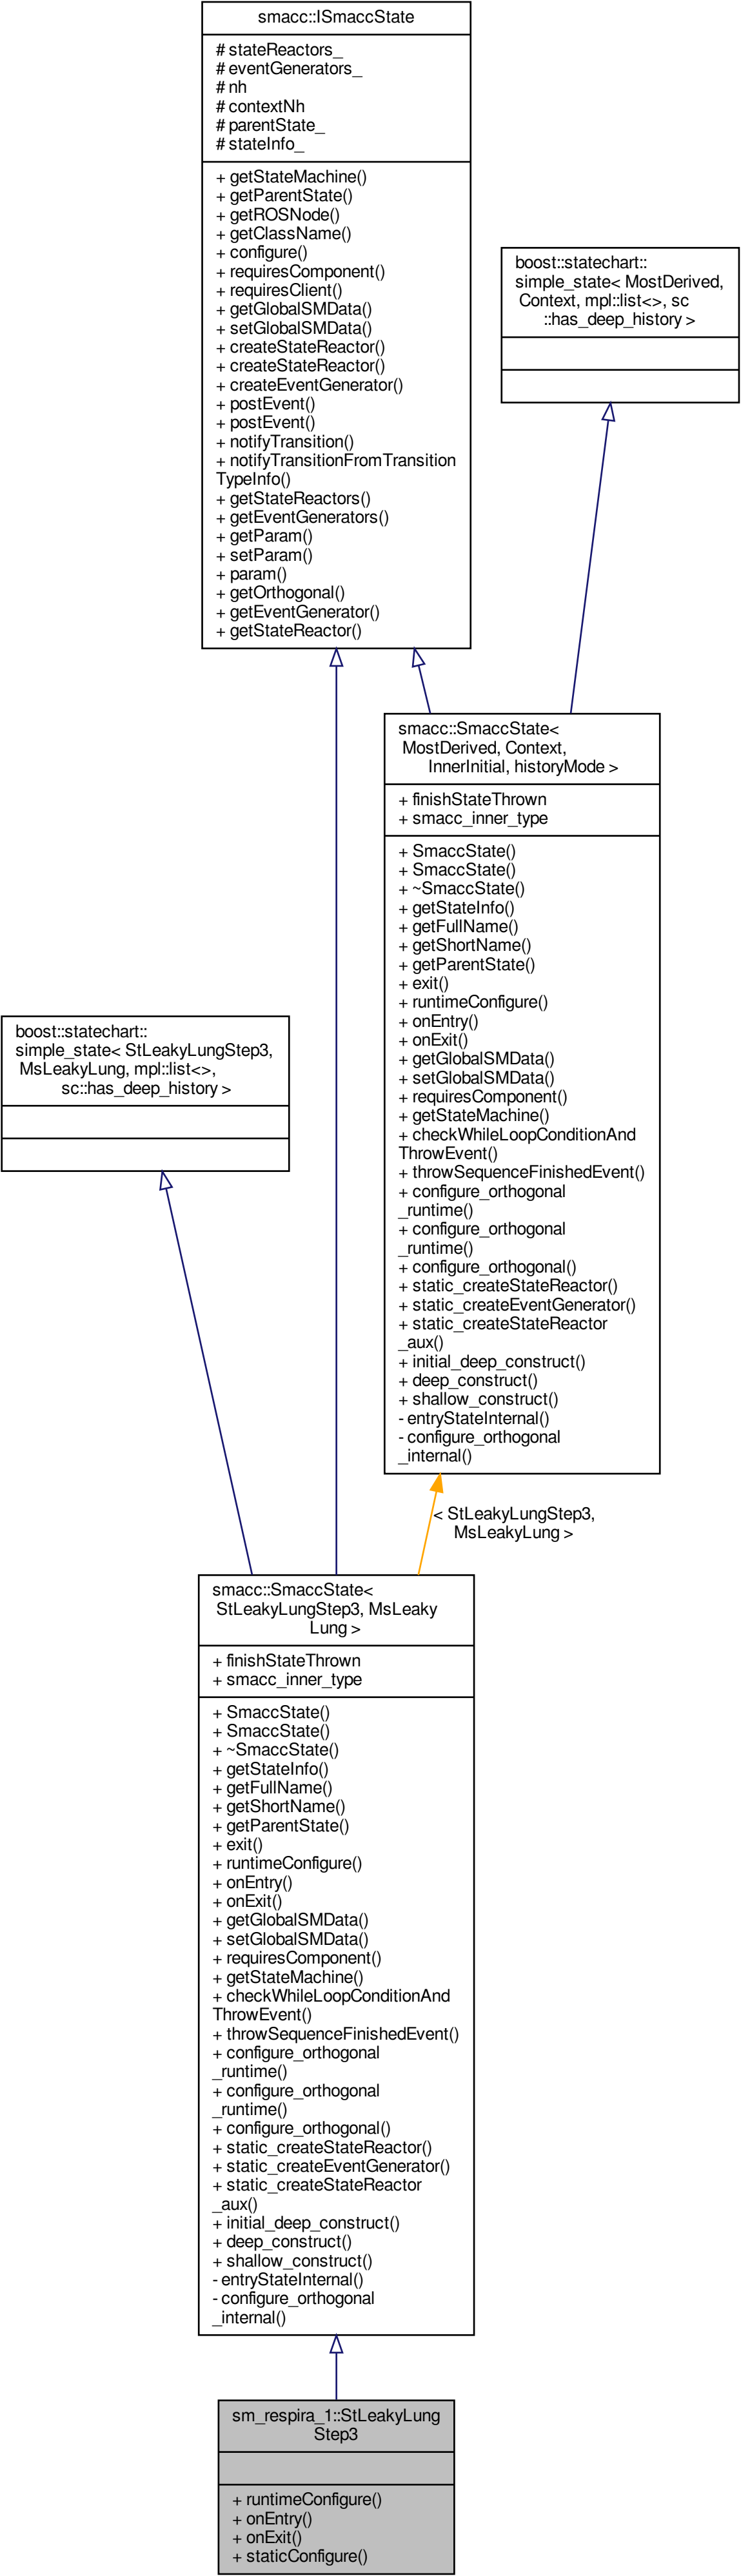 smacc::ISmaccState
# stateReactors_
# eventGenerators_
# nh
# contextNh
# parentState_
# stateInfo_
+ getStateMachine()
+ getParentState()
+ getROSNode()
+ getClassName()
+ configure()
+ requiresComponent()
+ requiresClient()
+ getGlobalSMData()
+ setGlobalSMData()
+ createStateReactor()
+ createStateReactor()
+ createEventGenerator()
+ postEvent()
+ postEvent()
+ notifyTransition()
+ notifyTransitionFromTransition
TypeInfo()
+ getStateReactors()
+ getEventGenerators()
+ getParam()
+ setParam()
+ param()
+ getOrthogonal()
+ getEventGenerator()
+ getStateReactor()
boost::statechart::
simple_state< MostDerived,
Context, mpl::list<>, sc
::has_deep_history >
smacc::SmaccState<
MostDerived, Context,
InnerInitial, historyMode >
+ finishStateThrown
+ smacc_inner_type
+ SmaccState()
+ SmaccState()
+ ~SmaccState()
+ getStateInfo()
+ getFullName()
+ getShortName()
+ getParentState()
+ exit()
+ runtimeConfigure()
+ onEntry()
+ onExit()
+ getGlobalSMData()
+ setGlobalSMData()
+ requiresComponent()
+ getStateMachine()
+ checkWhileLoopConditionAnd
ThrowEvent()
+ throwSequenceFinishedEvent()
+ configure_orthogonal
_runtime()
+ configure_orthogonal
_runtime()
+ configure_orthogonal()
+ static_createStateReactor()
+ static_createEventGenerator()
+ static_createStateReactor
_aux()
+ initial_deep_construct()
+ deep_construct()
+ shallow_construct()
- entryStateInternal()
- configure_orthogonal
_internal()
boost::statechart::
simple_state< StLeakyLungStep3,
MsLeakyLung, mpl::list<>,
sc::has_deep_history >
< StLeakyLungStep3,
MsLeakyLung >
smacc::SmaccState<
StLeakyLungStep3, MsLeaky
Lung >
+ finishStateThrown
+ smacc_inner_type
+ SmaccState()
+ SmaccState()
+ ~SmaccState()
+ getStateInfo()
+ getFullName()
+ getShortName()
+ getParentState()
+ exit()
+ runtimeConfigure()
+ onEntry()
+ onExit()
+ getGlobalSMData()
+ setGlobalSMData()
+ requiresComponent()
+ getStateMachine()
+ checkWhileLoopConditionAnd
ThrowEvent()
+ throwSequenceFinishedEvent()
+ configure_orthogonal
_runtime()
+ configure_orthogonal
_runtime()
+ configure_orthogonal()
+ static_createStateReactor()
+ static_createEventGenerator()
+ static_createStateReactor
_aux()
+ initial_deep_construct()
+ deep_construct()
+ shallow_construct()
- entryStateInternal()
- configure_orthogonal
_internal()
sm_respira_1::StLeakyLung
Step3
+ runtimeConfigure()
+ onEntry()
+ onExit()
+ staticConfigure()